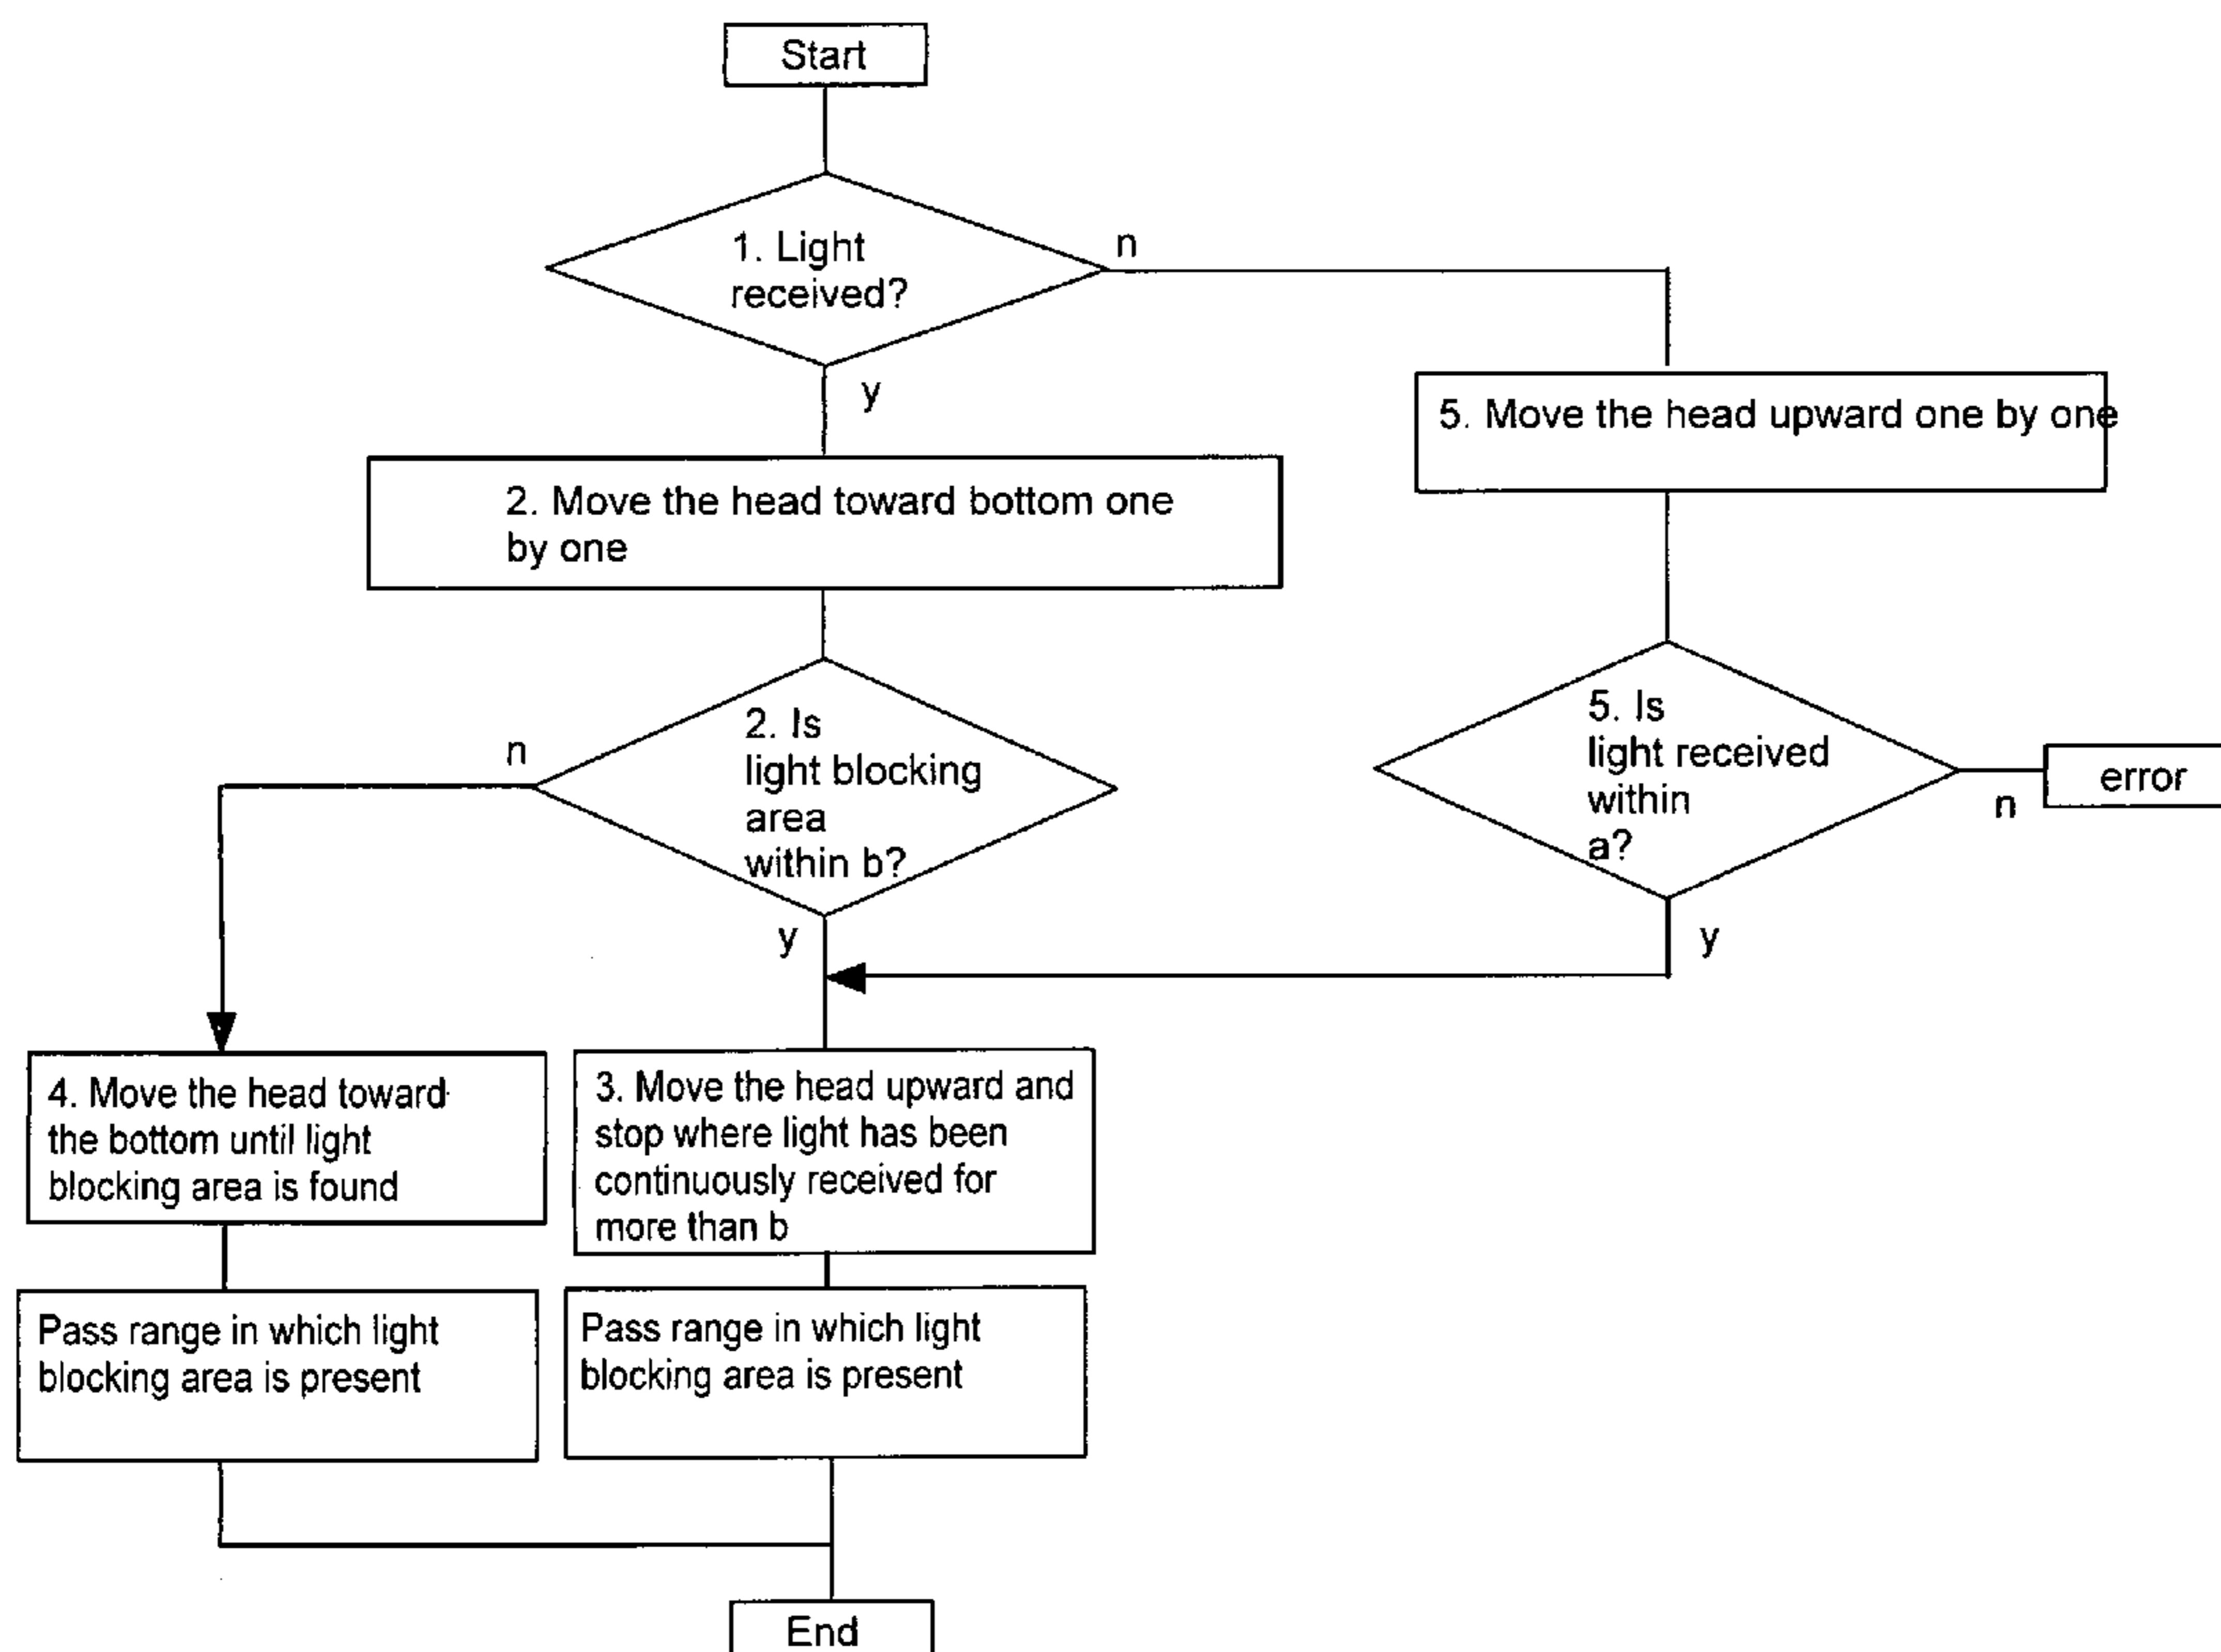 Start
1. Light
received?
n
y
5. Move the head upward one by one
2. Move the head toward bottom one
by one
2. Is
light blocking
area
within b?
n
y
5. Is
light received
within
a?
n
error
y
4. Move the head toward
the bottom until light
blocking area is found
3. Move the head upward and
stop where light has been
continuously received for
more than b
Pass range in which light
blocking area is present
Pass range in which light
blocking area is present
End